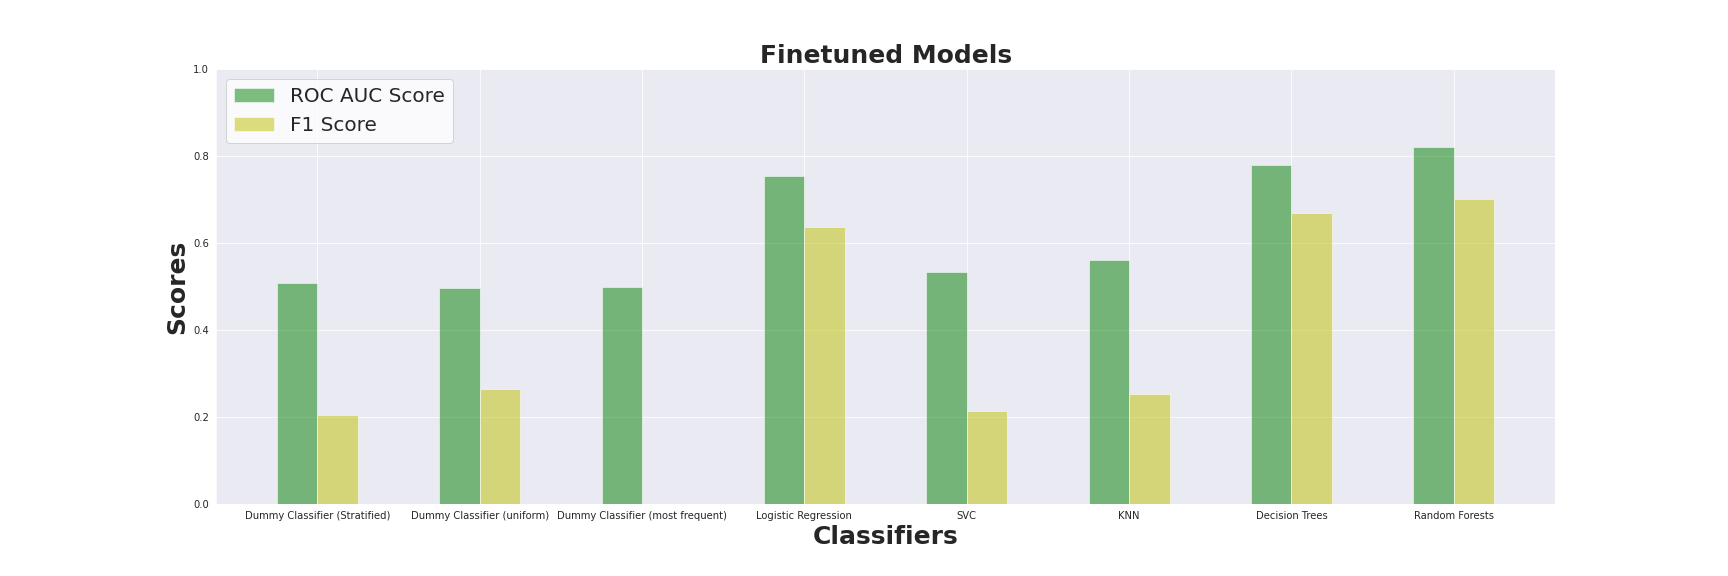 Finetuned Models
1.0
ROC AUC Score
F1 Score
0.8
0.6
Scores
0.4
0.2
0.0
Dummy Classifier (Stratified) Dummy Classifier (uniform) Dummy Classifier (most frequent) Logistic Regression SVC KNN Decision Trees Random Forests
Classifiers